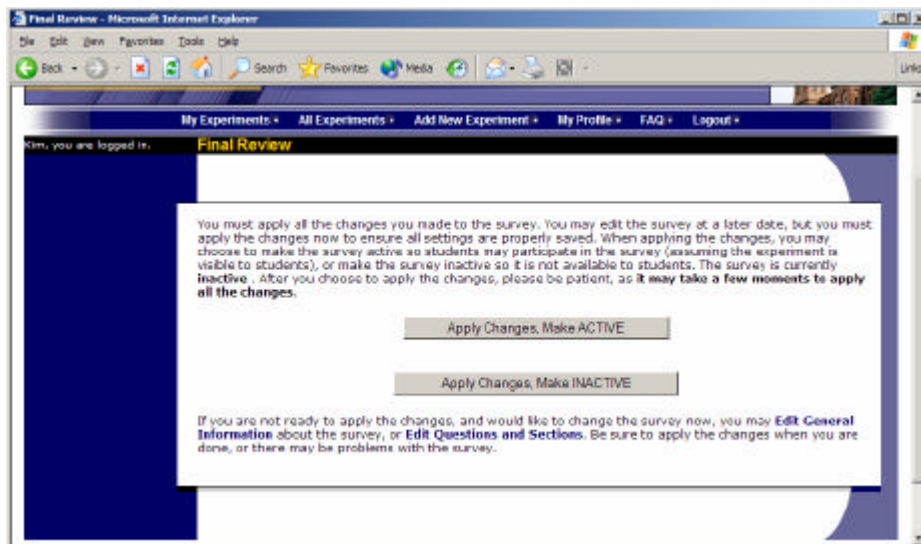 Final Review - Microsoft Internet Explorer
File Edit View Favorites Tools Help
Back Search Favorites Media Links
My Experiments All Experiments Add New Experiment My Profile FAQ Logout
Kim, you are logged in. Final Review
You must apply all the changes you made to the survey. You may edit the survey at a later date, but you must
apply the changes now to ensure all settings are properly saved. When applying the changes, you may
choose to make the survey active so students may participate in the survey (assuming the experiment is
visible to students), or make the survey inactive so it is not available to students. The survey is currently
inactive . After you choose to apply the changes, please be patient, as it may take a few moments to apply
all the changes.
Apply Changes, Make ACTIVE
Apply Changes, Make INACTIVE
If you are not ready to apply the changes, and would like to change the survey now, you may Edit General
Information about the survey, or Edit Questions and Sections. Be sure to apply the changes when you are
done, or there may be problems with the survey.